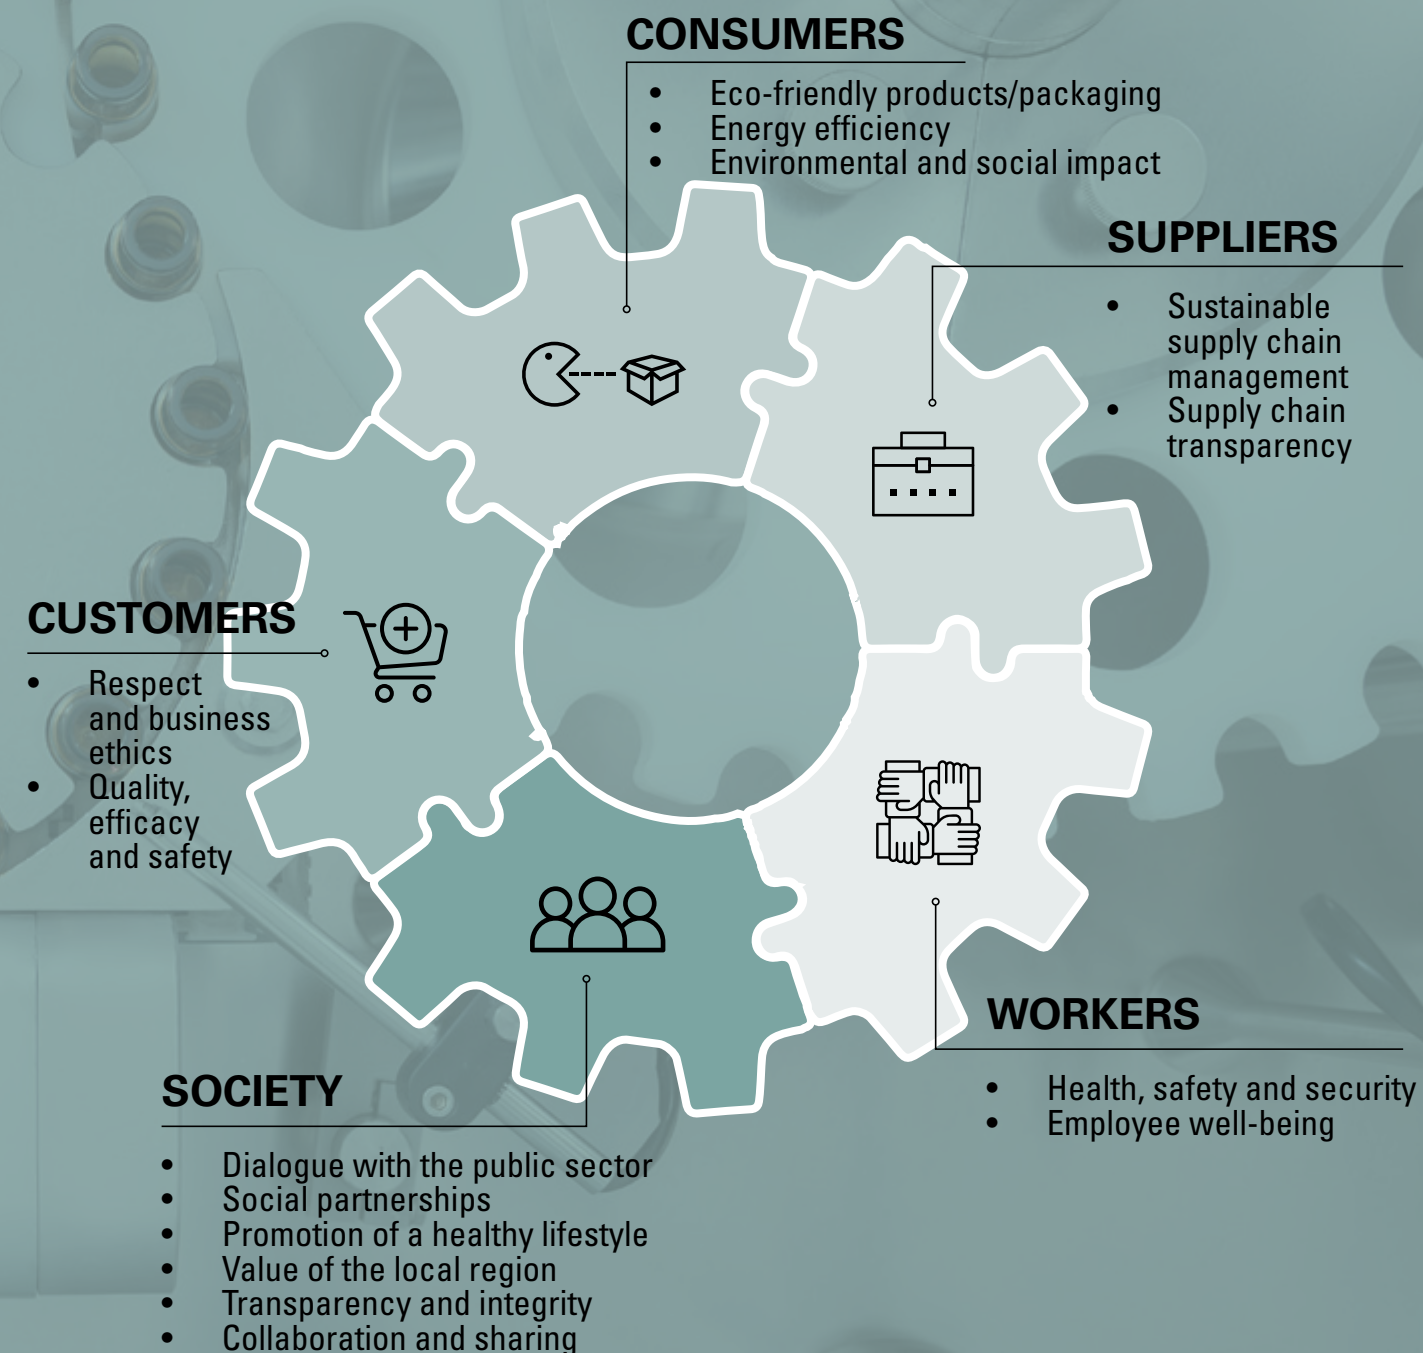 CONSUMERS
• Eco-friendly products/packaging
• Energy efficiency
• Environmental and social impact
SUPPLIERS
• Sustainable
supply chain
management
• Supply chain
transparency
CUSTOMERS
• Respect
and business
ethics
• Quality,
efficacy
and safety
WORKERS
• Health, safety and security
• Employee well-being
SOCIETY
• Dialogue with the public sector
• Social partnerships
• Promotion of a healthy lifestyle
• Value of the local region
• Transparency and integrity
• Collaboration and sharing